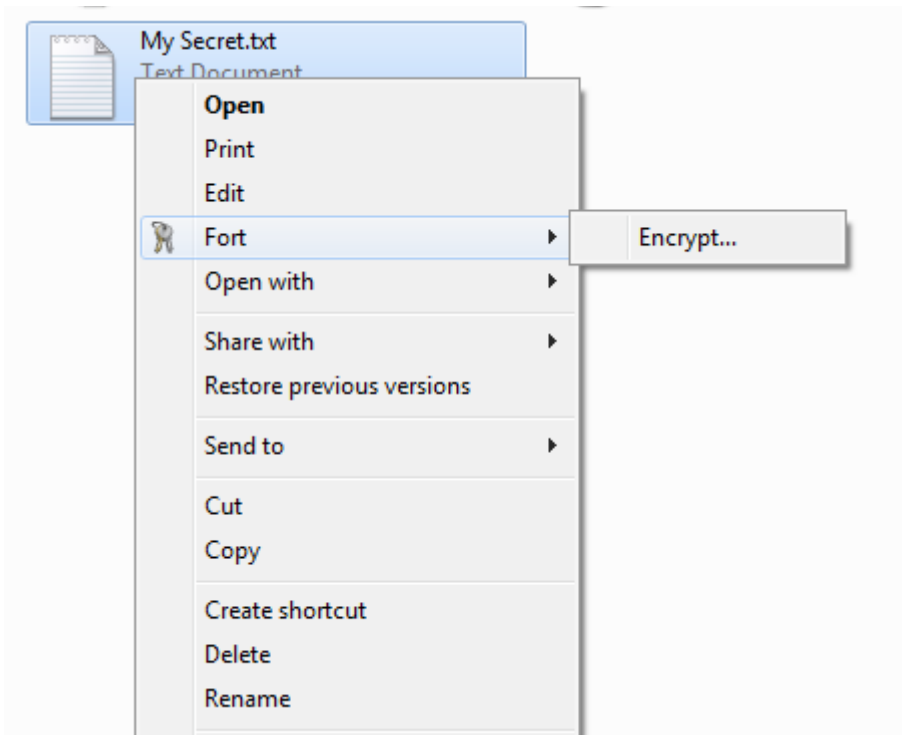 My Secret.txt
Text Document
Open
Print
Edit
Fort
Encrypt...
Open with
Share with
Restore previous versions
Send to
Cut
Copy
Create shortcut
Delete
Rename